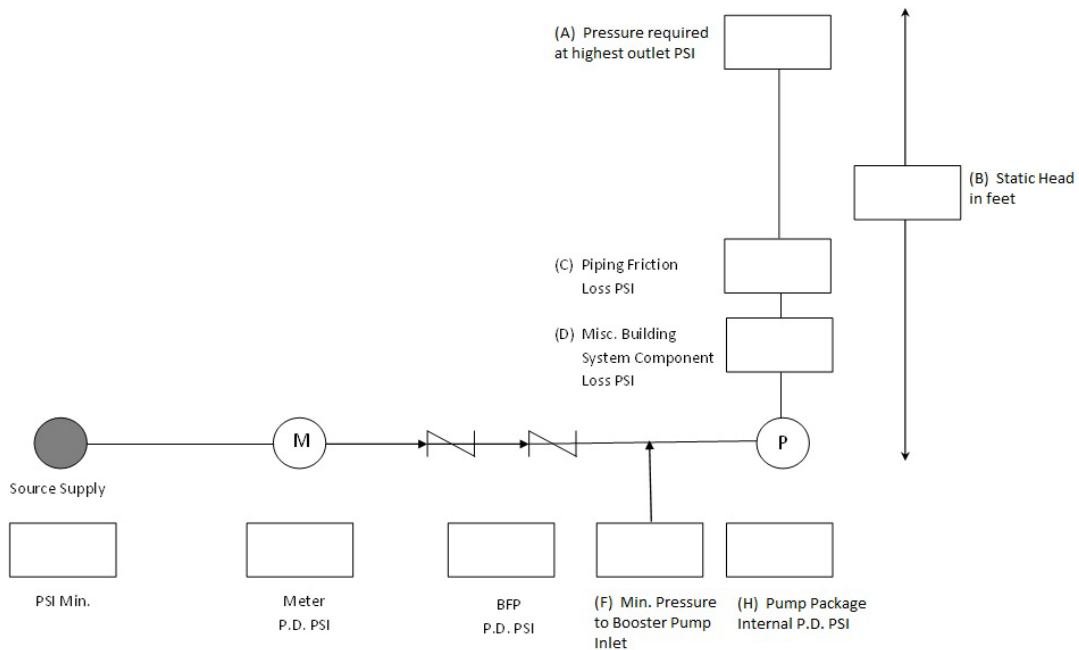 (A) Pressure required
at highest outlet PSI
(B) Static Head
in feet
(C) Piping Friction
Loss PSI
(D) Misc. Building
System Component
Loss PSI
M
P
Source Supply
PSI Min.
Meter
P.D. PSI
BFP
P.D. PSI
(F) Min. Pressure
to Booster Pump
Inlet
(H) Pump Package
Internal P.D. PSI